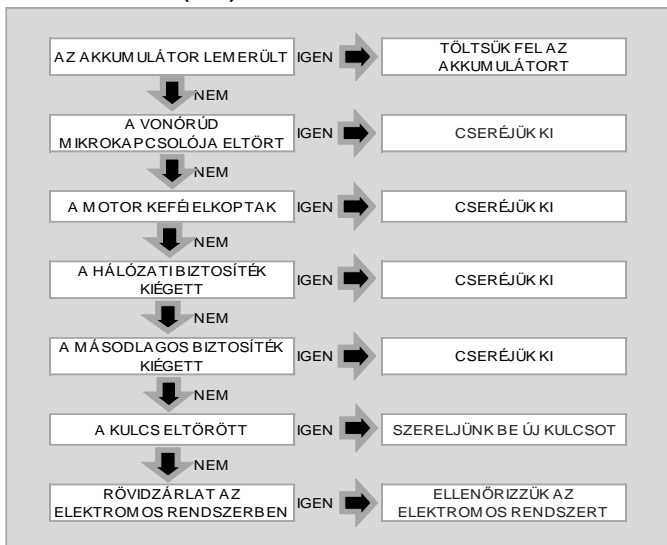 AZ AKKUMULÁTOR LEMERÜLT IGEN TÖLTSÜK FEL AZ
AKKUMULÁTORT
NEM
A VONÓRÚD
MIKROKAPCSOLÓJA ELTÖRT IGEN CSERÉJÜK KI
NEM
A MOTOR KEFÉI ELKOPTAK IGEN CSERÉJÜK KI
NEM
A HÁLÓZATI BIZTOSÍTÉK
KIÉGETT IGEN CSERÉJÜK KI
NEM
A MÁSODLAGOS BIZTOSÍTÉK
KIÉGETT IGEN CSERÉJÜK KI
NEM
A KULCS ELTÖRÖTT IGEN SZERELJÜNK BE ÚJ KULCSOT
NEM
RÖVIDZÁRLAT AZ
ELEKTROMOS RENDSZERBEN IGEN ELLENŐRIZZÜK AZ
ELEKTROMOS RENDSZERT